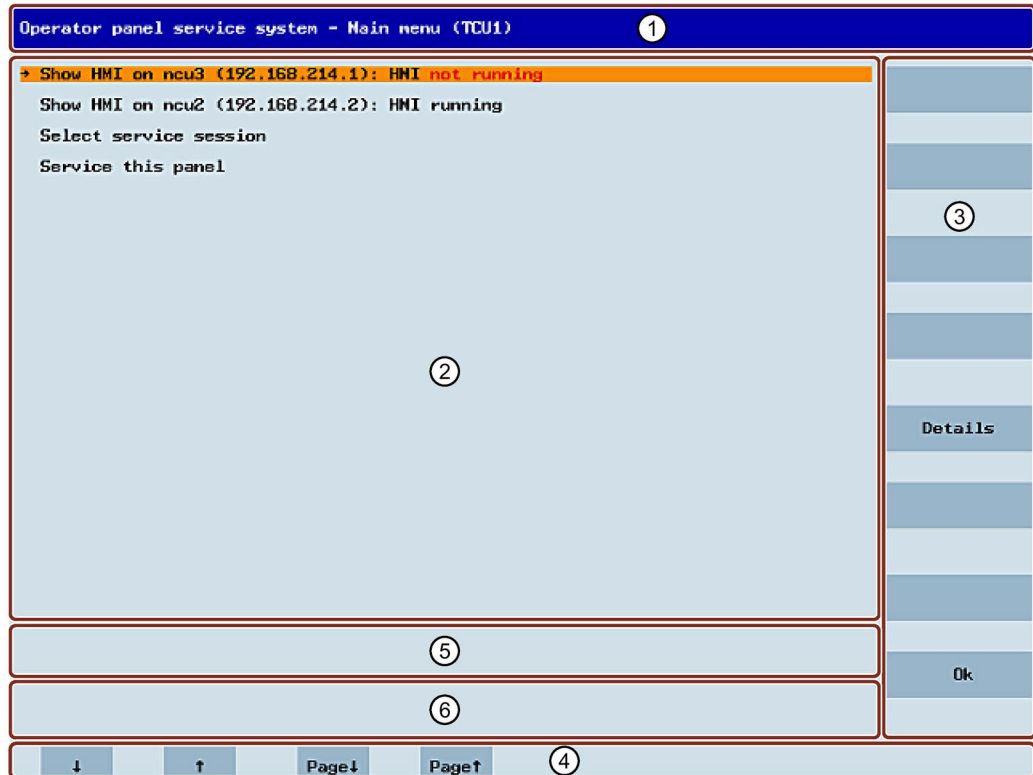 Operator panel service system - Main menu (TCU1)
①
→ Show HMI on ncu3 (192.168.214.1): HMI not running
Show HMI on ncu2 (192.168.214.2): HMI running
Select service session
Service this panel
③
②
Details
⑤
Ok
⑥
↓ ↑ Page↓ Page↑
④